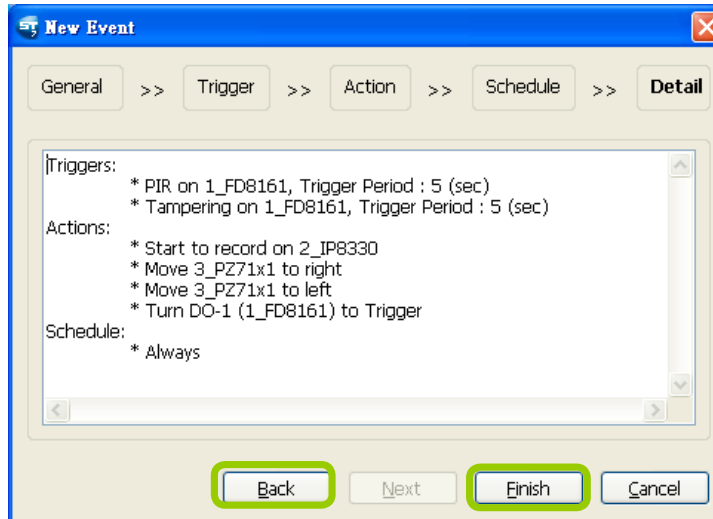 New Event
General >> Trigger >> Action >> Schedule >> Detail
Triggers:
* PIR on 1_FD8161, Trigger Period : 5 (sec)
* Tampering on 1_FD8161, Trigger Period : 5 (sec)
Actions:
* Start to record on 2_IP8330
* Move 3_PZ71x1 to right
* Move 3_PZ71x1 to left
* Turn DO-1 (1_FD8161) to Trigger
Schedule:
* Always
Back Next Finish Cancel